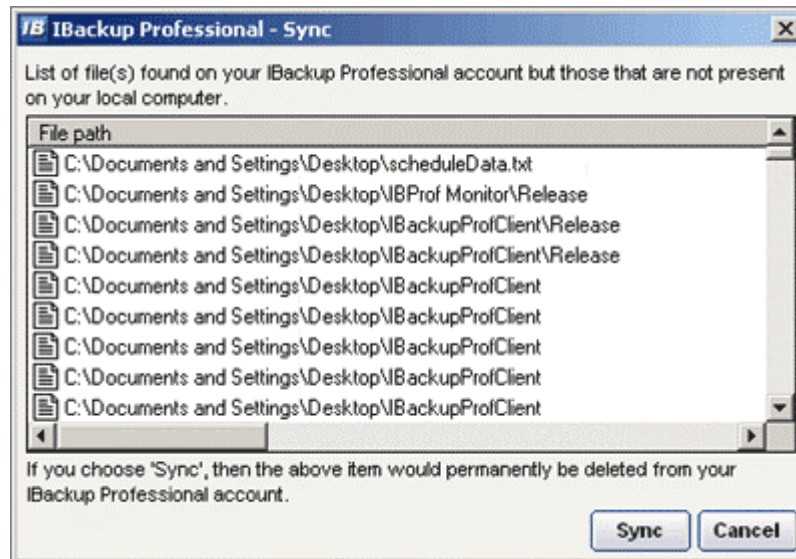 IB IBackup Professional - Sync
List of file(s) found on your IBackup Professional account but those that are not present
on your local computer.
File path
C:\Documents and Settings\Desktop\scheduleData.txt
C:\Documents and Settings\Desktop\IBProf Monitor\Release
C:\Documents and Settings\Desktop\IBackupProfClient\Release
C:\Documents and Settings\Desktop\IBackupProfClient\Release
C:\Documents and Settings\Desktop\IBackupProfClient
C:\Documents and Settings\Desktop\IBackupProfClient
C:\Documents and Settings\Desktop\IBackupProfClient
C:\Documents and Settings\Desktop\IBackupProfClient
C:\Documents and Settings\Desktop\IBackupProfClient
If you choose 'Sync', then the above item would permanently be deleted from your
IBackup Professional account.
Sync Cancel